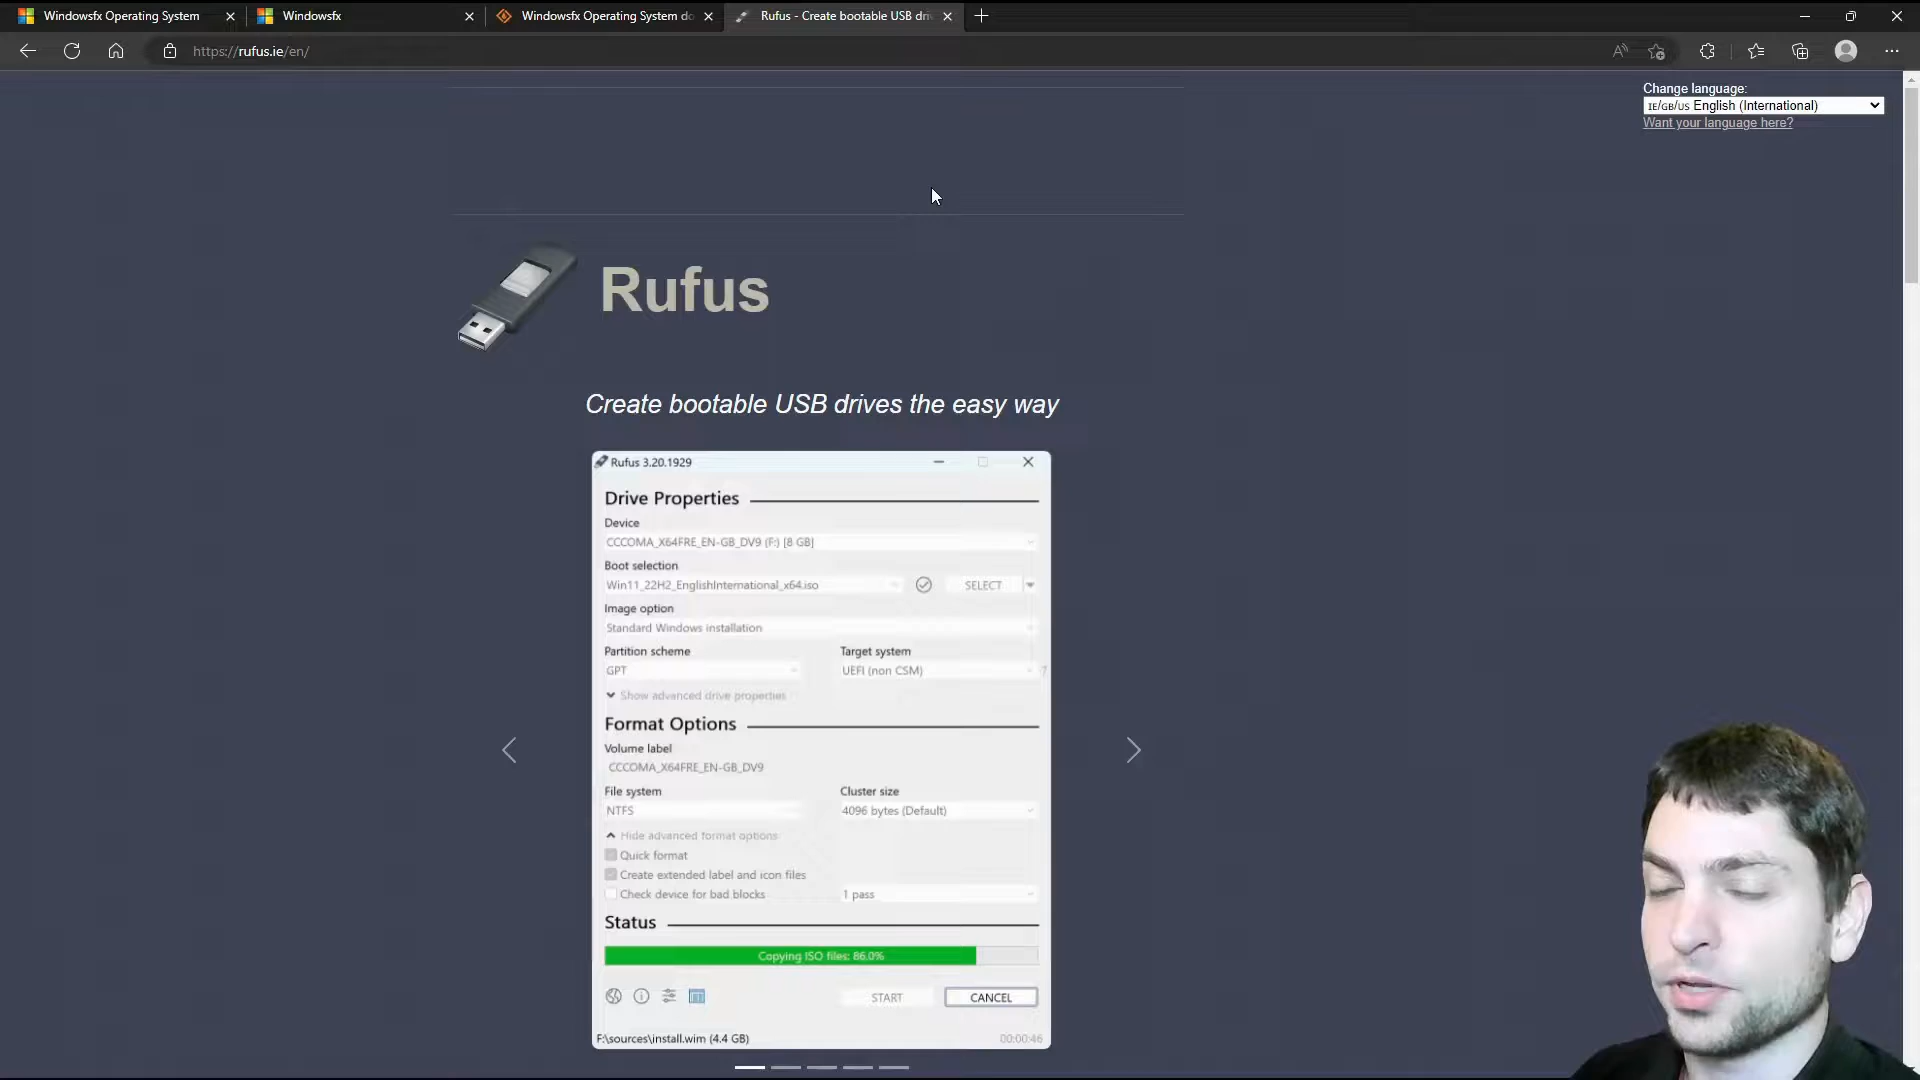 Windowsfx Operating System
Windowsfx
Windowsfx Operating System do
Rufus - Create bootable USB driv
https://rufus.ie/en/
Change language:
IE/GB/US English (International)
Want your language here?
Rufus
Create bootable USB drives the easy way
Rufus 3.20.1929
Drive Properties
Device
CCCOMA_X64FRE_EN-GB_DV9 (F:) [8 GB]
Boot selection
Win11_22H2_EnglishInternational_x64.iso
SELECT
Image option
Standard Windows installation
Partition scheme
Target system
GPT
UEFI (non CSM)
?
Show advanced drive properties
Format Options
Volume label
CCCOMA_X64FRE_EN-GB_DV9
File system
Cluster size
NTFS
4096 bytes (Default)
Hide advanced format options
Quick format
Create extended label and icon files
Check device for bad blocks
1 pass
Status
Copying ISO files: 86.0%
START
CANCEL
F:\sources\install.wim (4.4 GB)
00:00:46